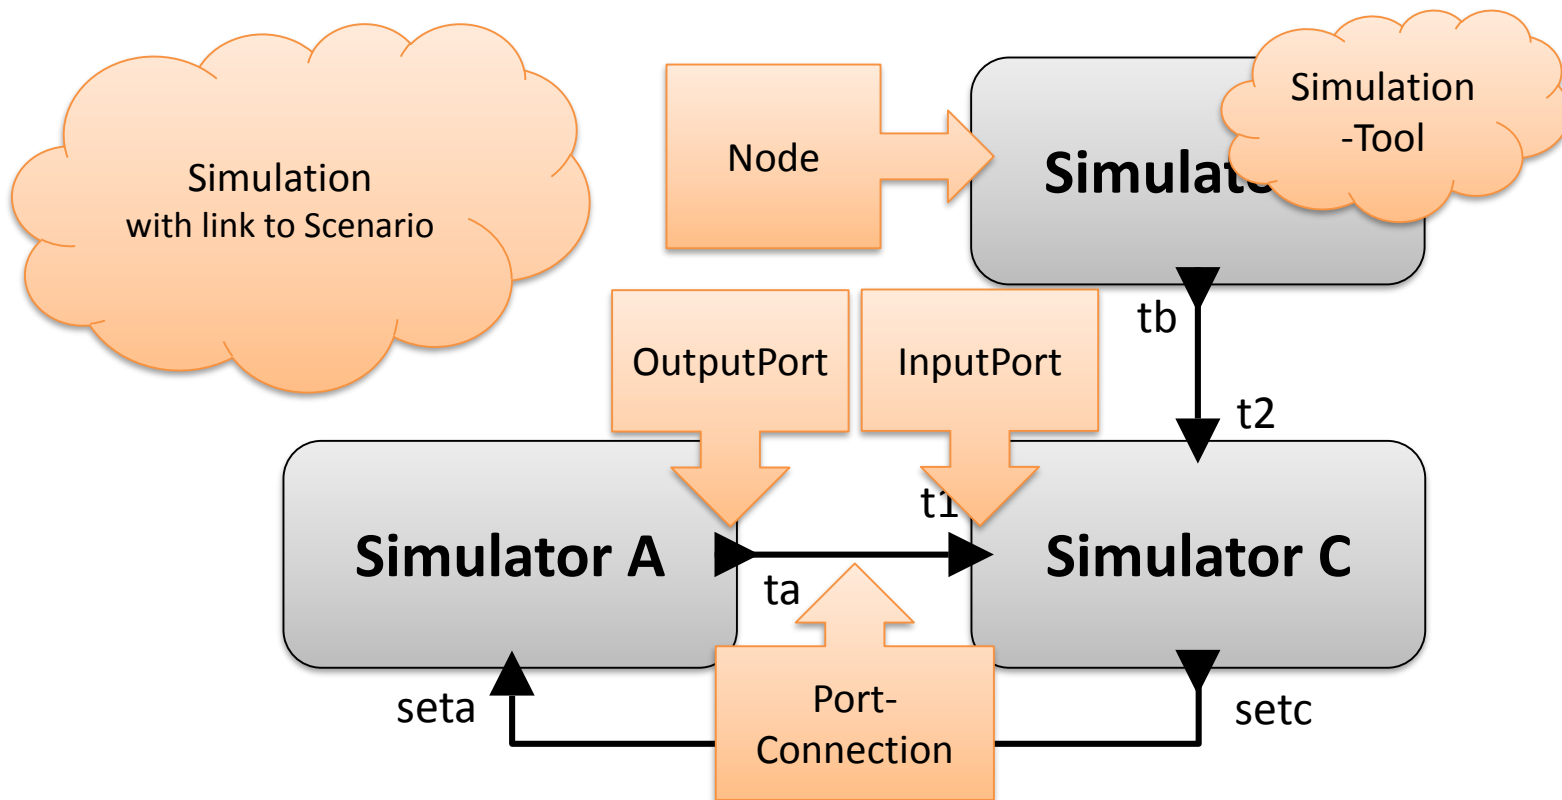 Simulation
with link to Scenario
Node
Simulation
-Tool
tb
OutputPort
InputPort
t2
t1
Simulator A
Simulator C
ta
seta
Port-
Connection
setc